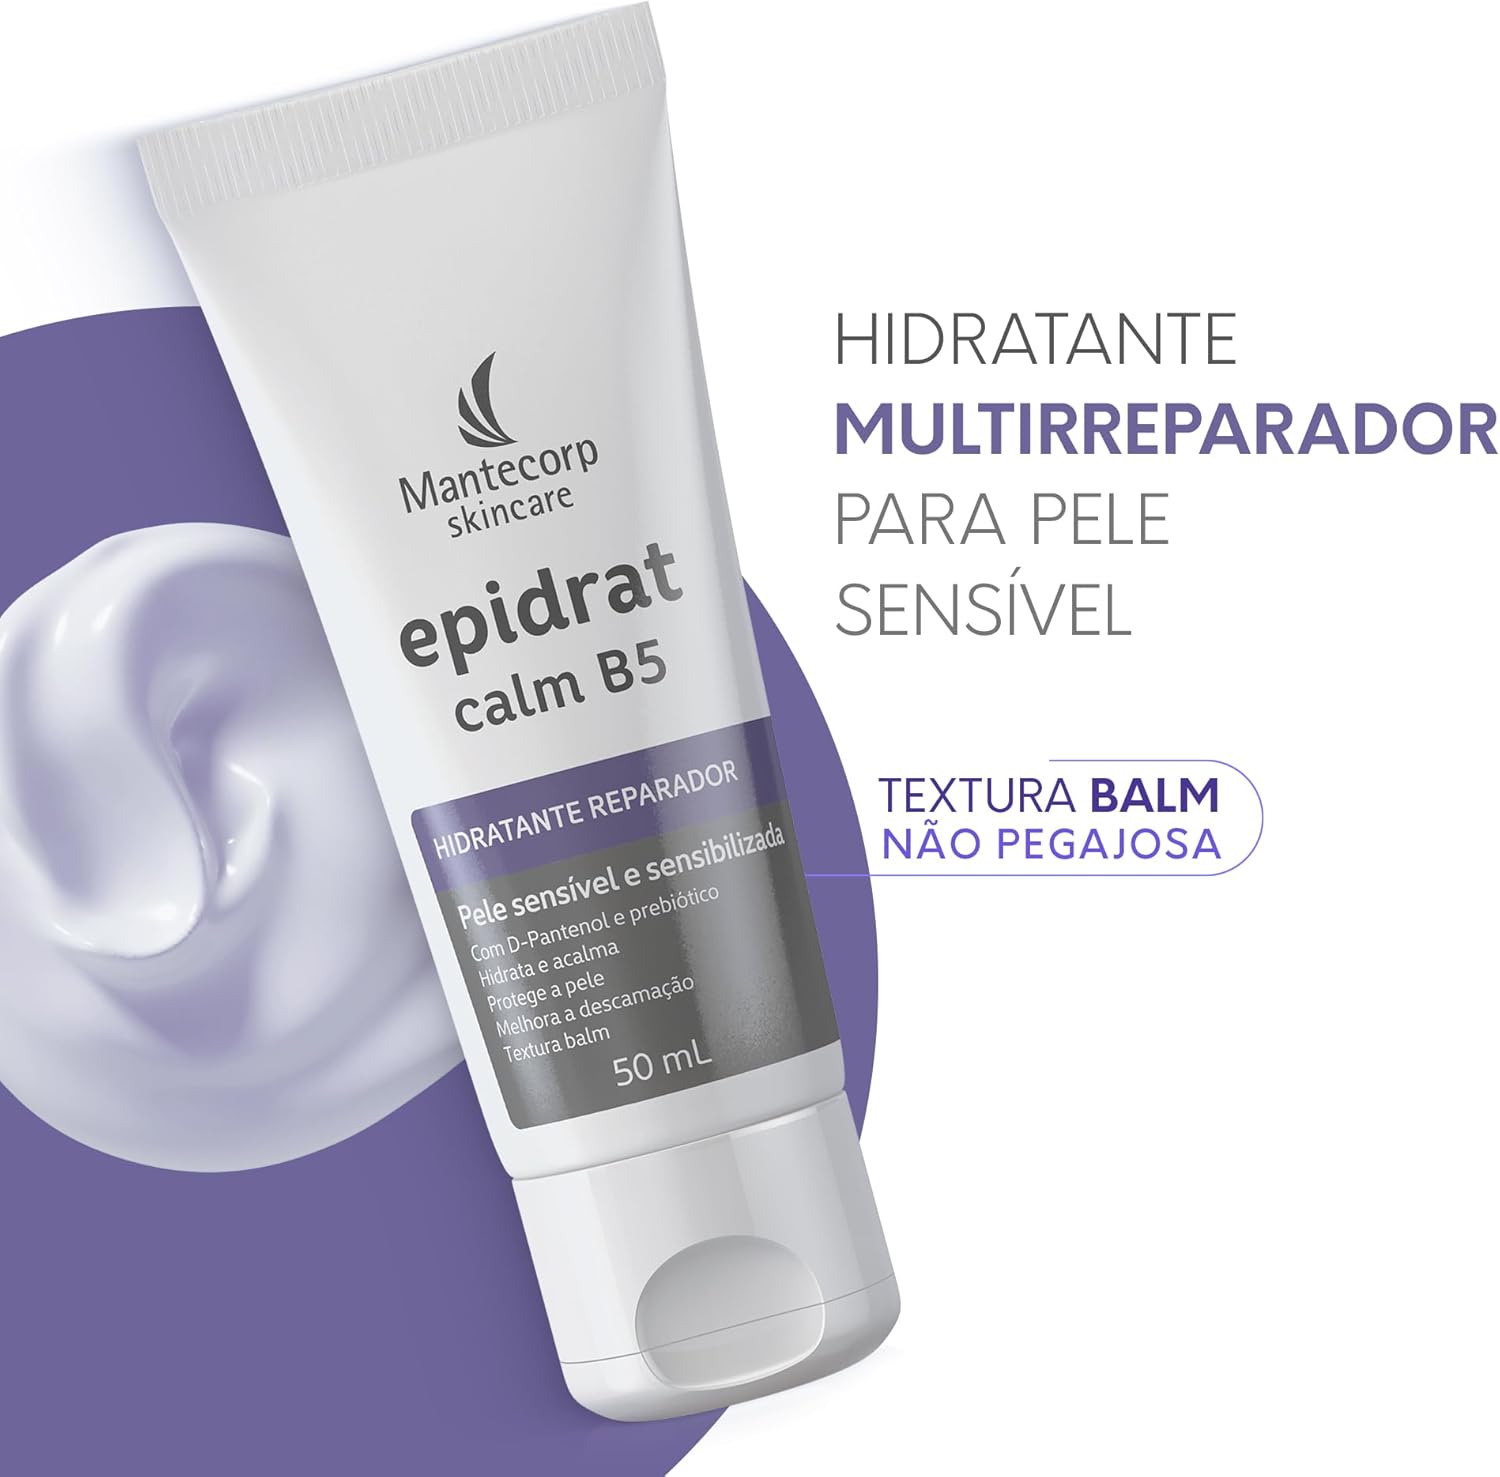 Mantecorp
skincare
epidrat
calm B5
HIDRATANTE REPARADOR
Pele sensível e sensibilizada
Com D-Pantenol e prebiótico
Hidrata e acalma
Protege a pele
Melhora a descamação
Textura balm
50 mL
HIDRATANTE
MULTIRREPARADOR
PARA PELE
SENSÍVEL
TEXTURA BALM
NÃO PEGAJOSA